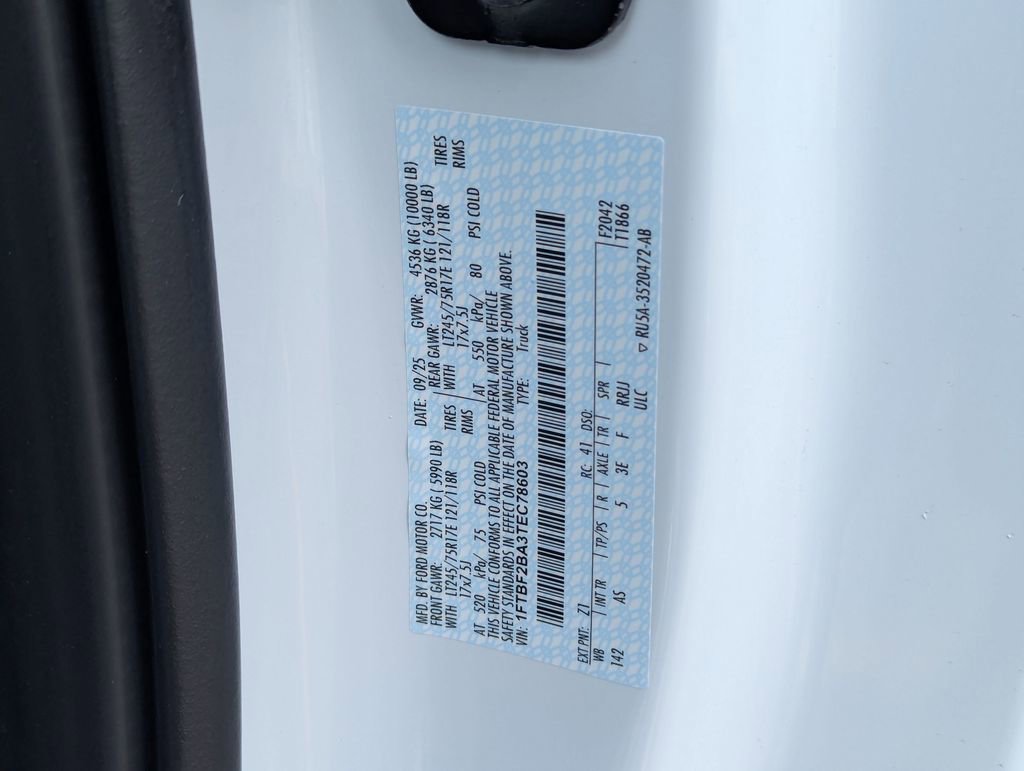 MFD. BY FORD MOTOR CO. DATE: 09/25 GVWR: 4536 KG (10000 LB)
FRONT GAWR: 2717 KG ( 5990 LB) REAR GAWR: 2876 KG ( 6340 LB)
WITH LT245/75R17E 121/118R TIRES WITH LT245/75R17E 121/118R TIRES
17x7.5J RIMS 17x7.5J RIMS
AT 520 kPa/ 75 PSI COLD AT 550 kPa/ 80 PSI COLD
THIS VEHICLE CONFORMS TO ALL APPLICABLE FEDERAL MOTOR VEHICLE
SAFETY STANDARDS IN EFFECT ON THE DATE OF MANUFACTURE SHOWN ABOVE.
VIN: 1FTBF2BA3TEC78603 TYPE: Truck
EXT PNT: Z1 RC: 41 DSO:
WB INT TR TP/PS R AXLE TR SPR F2042
142 AS 5 3E F RRJJ T1866
ULC
▽ RU5A-3520472-AB